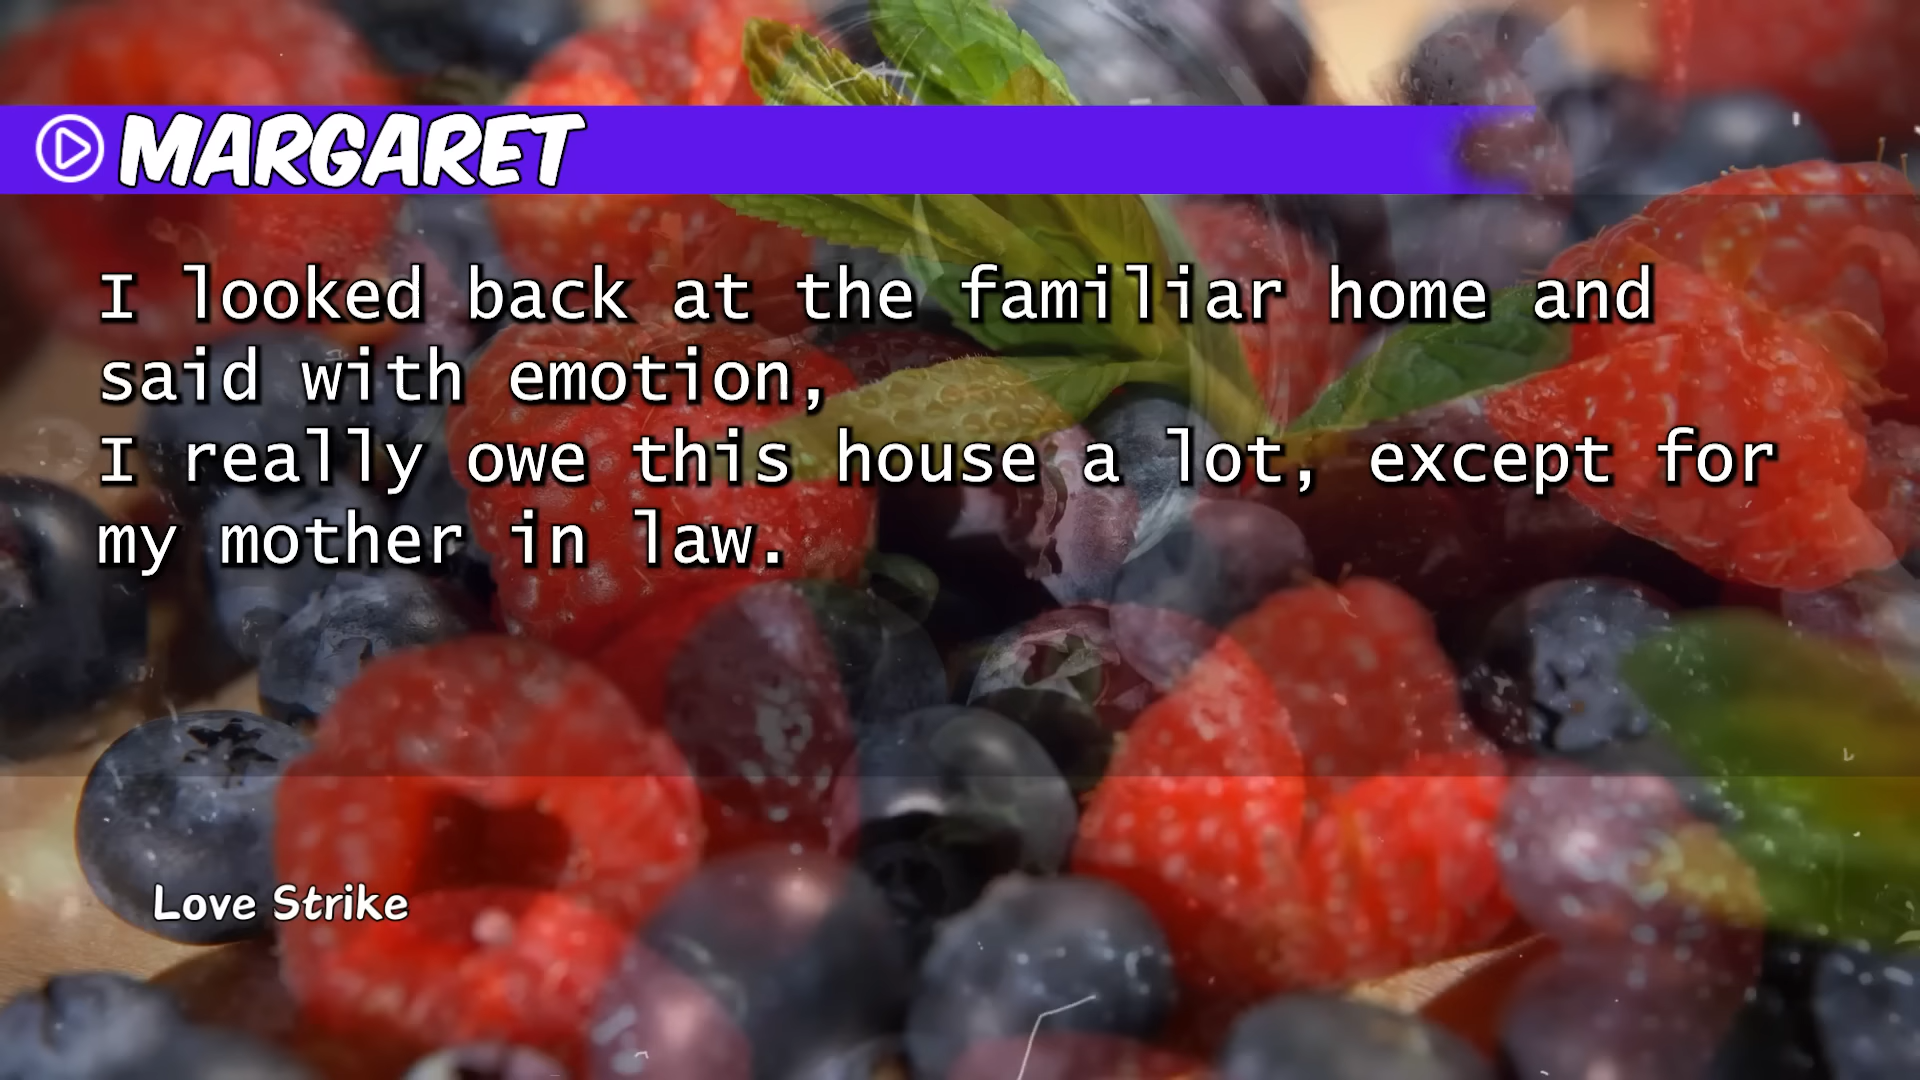 MARGARET
I looked back at the familiar home and
said with emotion,
I really owe this house a lot, except for
my mother in law.
Love Strike